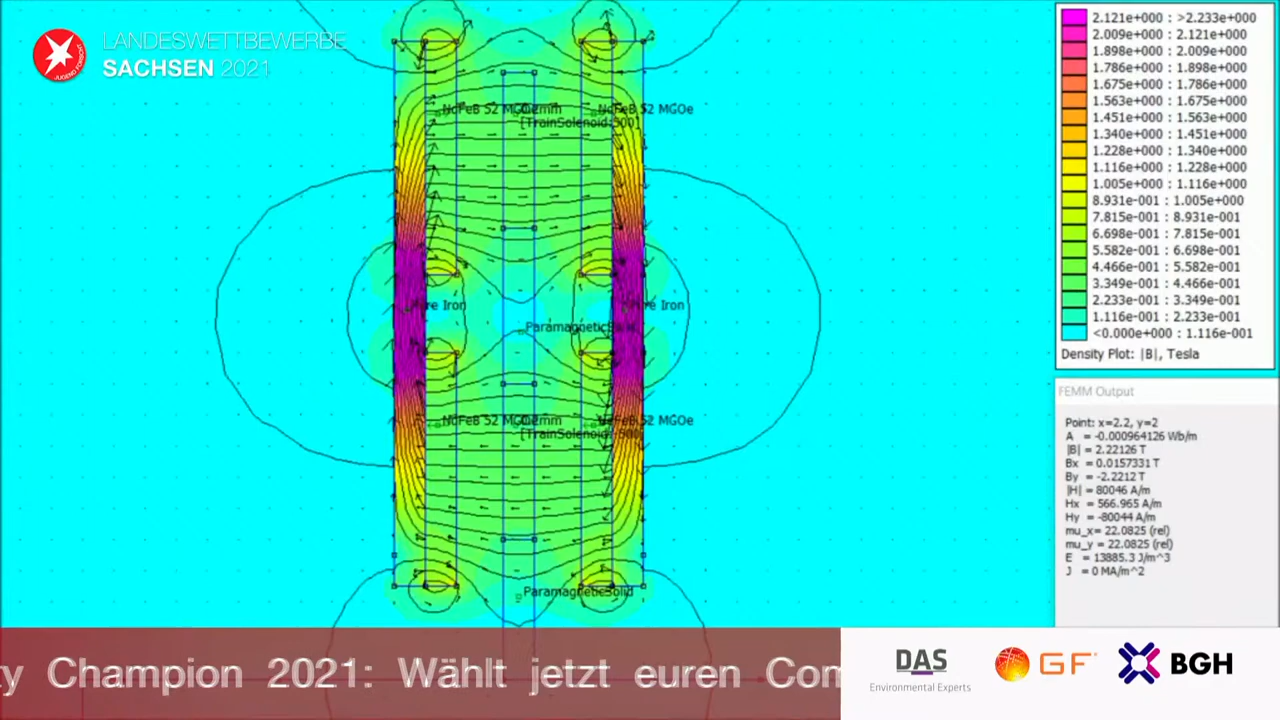 LANDESWETTBEWERBE
SACHSEN 2021
JUGEND FORSCHT
NdFeB 52 MGOe
NdFeB 52 MGOe
[TrainSolenoid:500]
Pure Iron
Pure Iron
ParamagneticSolid
NdFeB 52 MGOe
NdFeB 52 MGOe
[TrainSolenoid:-500]
ParamagneticSolid
2.121e+000 : >2.233e+000
2.009e+000 : 2.121e+000
1.898e+000 : 2.009e+000
1.786e+000 : 1.898e+000
1.675e+000 : 1.786e+000
1.563e+000 : 1.675e+000
1.451e+000 : 1.563e+000
1.340e+000 : 1.451e+000
1.228e+000 : 1.340e+000
1.116e+000 : 1.228e+000
1.005e+000 : 1.116e+000
8.931e-001 : 1.005e+000
7.815e-001 : 8.931e-001
6.698e-001 : 7.815e-001
5.582e-001 : 6.698e-001
4.466e-001 : 5.582e-001
3.349e-001 : 4.466e-001
2.233e-001 : 3.349e-001
1.116e-001 : 2.233e-001
<0.000e+000 : 1.116e-001
Density Plot: |B|, Tesla
FEMM Output
Point: x=2.2, y=2
A = -0.000964126 Wb/m
|B| = 2.22126 T
Bx = 0.0157331 T
By = -2.2212 T
|H| = 80046 A/m
Hx = 566.965 A/m
Hy = -80044 A/m
mu_x= 22.0825 (rel)
mu_y = 22.0825 (rel)
E = 13885.3 J/m^3
J = 0 MA/m^2
y Champion 2021: Wählt jetzt euren Com
DAS
Environmental Experts
GF
BGH